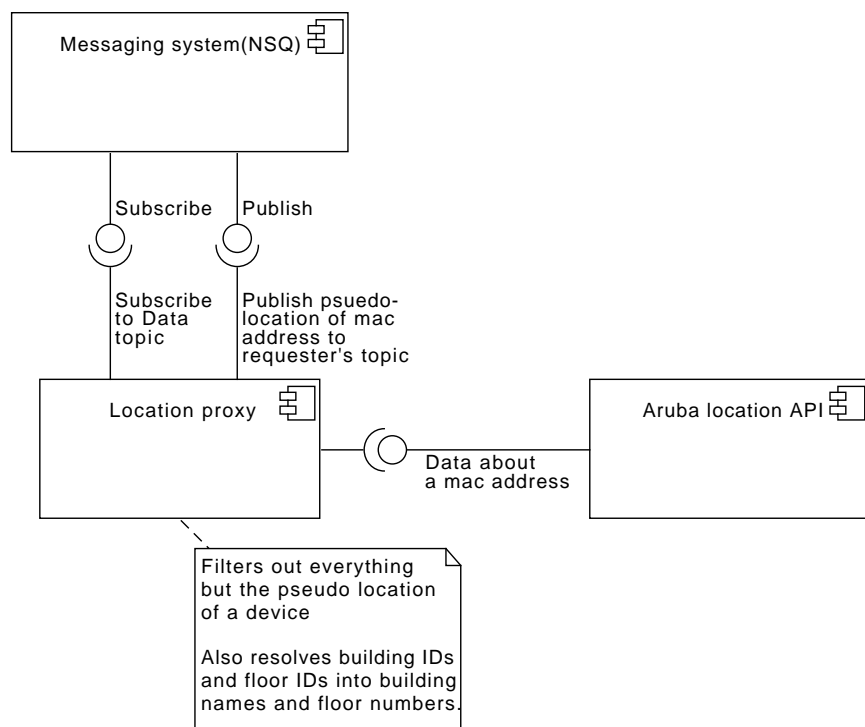 Messaging system(NSQ)
Subscribe
Publish
Subscribe
to Data
topic
Publish psuedo-
location of mac
address to
requester's topic
Location proxy
Aruba location API
Data about
a mac address
Filters out everything
but the pseudo location
of a device
Also resolves building IDs
and floor IDs into building
names and floor numbers.